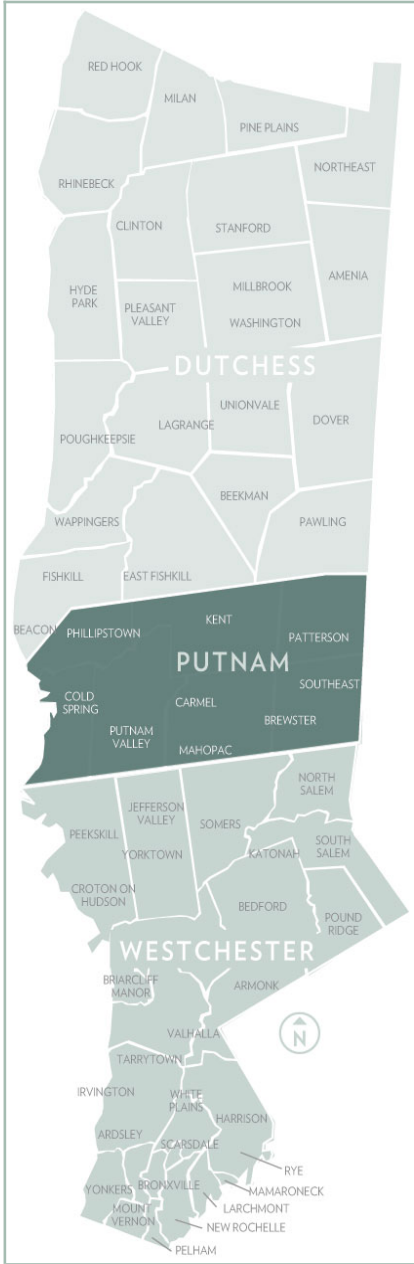 RED HOOK
MILAN
PINE PLAINS
NORTHEAST
RHINEBECK
CLINTON
STANFORD
AMENIA
HYDE
PARK
MILLBROOK
PLEASANT
VALLEY
WASHINGTON
DUTCHESS
UNIONVALE
LAGRANGE
DOVER
POUGHKEEPSIE
BEEKMAN
WAPPINGERS
PAWLING
FISHKILL
EAST FISHKILL
BEACON
PHILLIPSTOWN
KENT
PATTERSON
PUTNAM
SOUTHEAST
COLD
SPRING
CARMEL
BREWSTER
PUTNAM
VALLEY
MAHOPAC
NORTH
SALEM
JEFFERSON
VALLEY
PEEKSKILL
SOMERS
YORKTOWN
KATONAH
SOUTH
SALEM
CROTON ON
HUDSON
BEDFORD
POUND
RIDGE
WESTCHESTER
BRIARCLIFF
MANOR
ARMONK
N
VALHALLA
TARRYTOWN
IRVINGTON
WHITE
PLAINS
HARRISON
ARDSLEY
SCARSDALE
RYE
YONKERS
BRONXVILLE
MAMARONECK
MOUNT
VERNON
LARCHMONT
NEW ROCHELLE
PELHAM